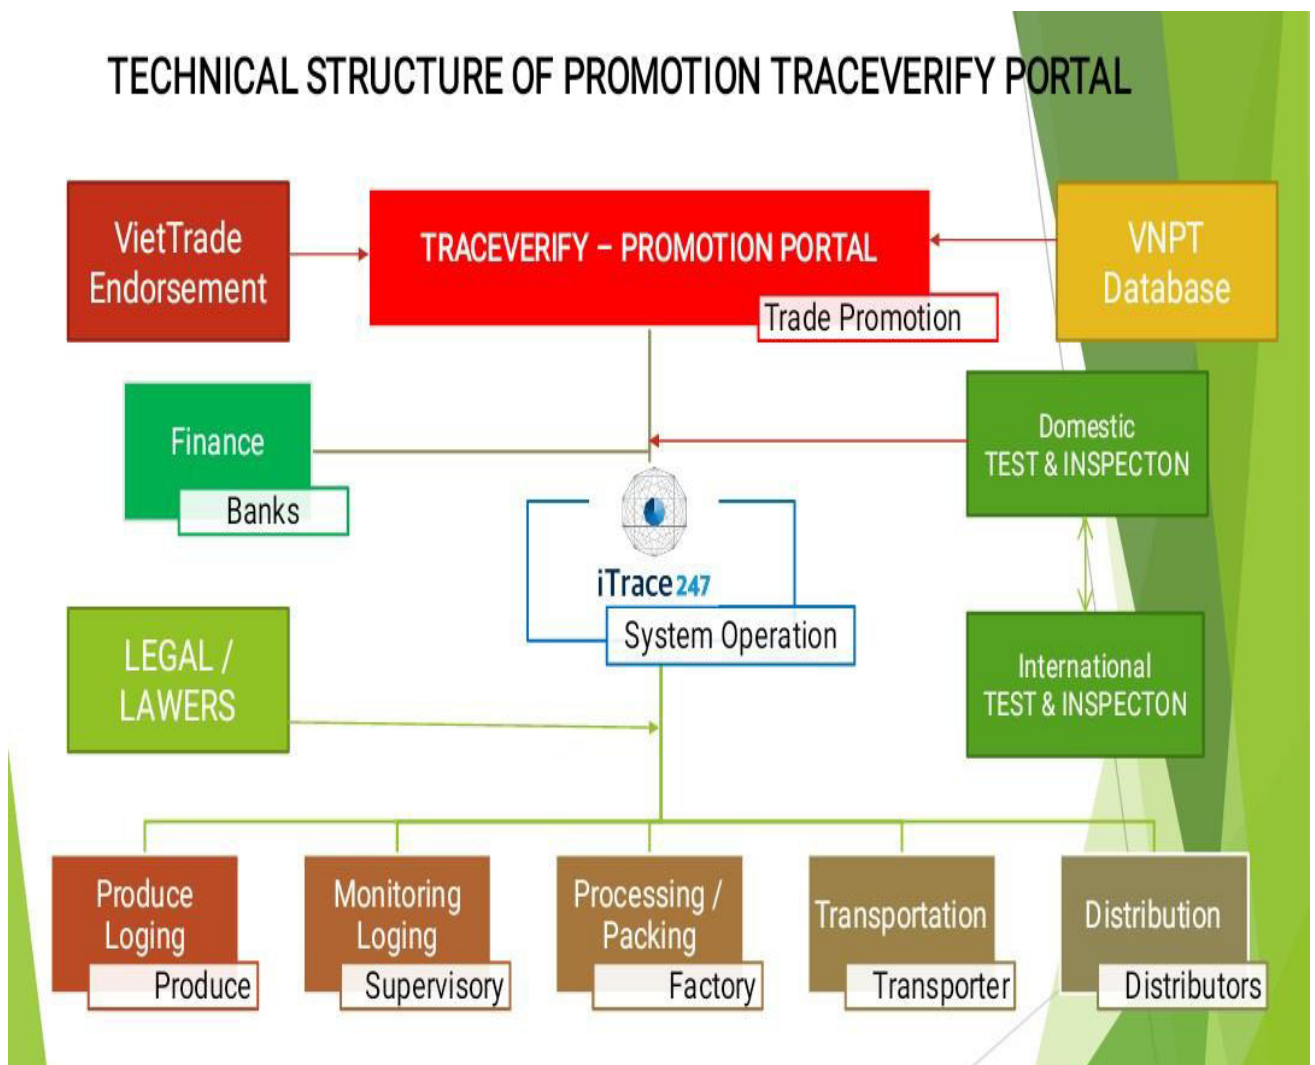 TECHNICAL STRUCTURE OF PROMOTION TRACEVERIFY PORTAL
VietTrade
Endorsement
TRACEVERIFY – PROMOTION PORTAL
Trade Promotion
VNPT
Database
Finance
Banks
Domestic
TEST & INSPECTON
iTrace 247
System Operation
LEGAL /
LAWERS
International
TEST & INSPECTON
Produce
Loging
Produce
Monitoring
Loging
Supervisory
Processing /
Packing
Factory
Transportation
Transporter
Distribution
Distributors